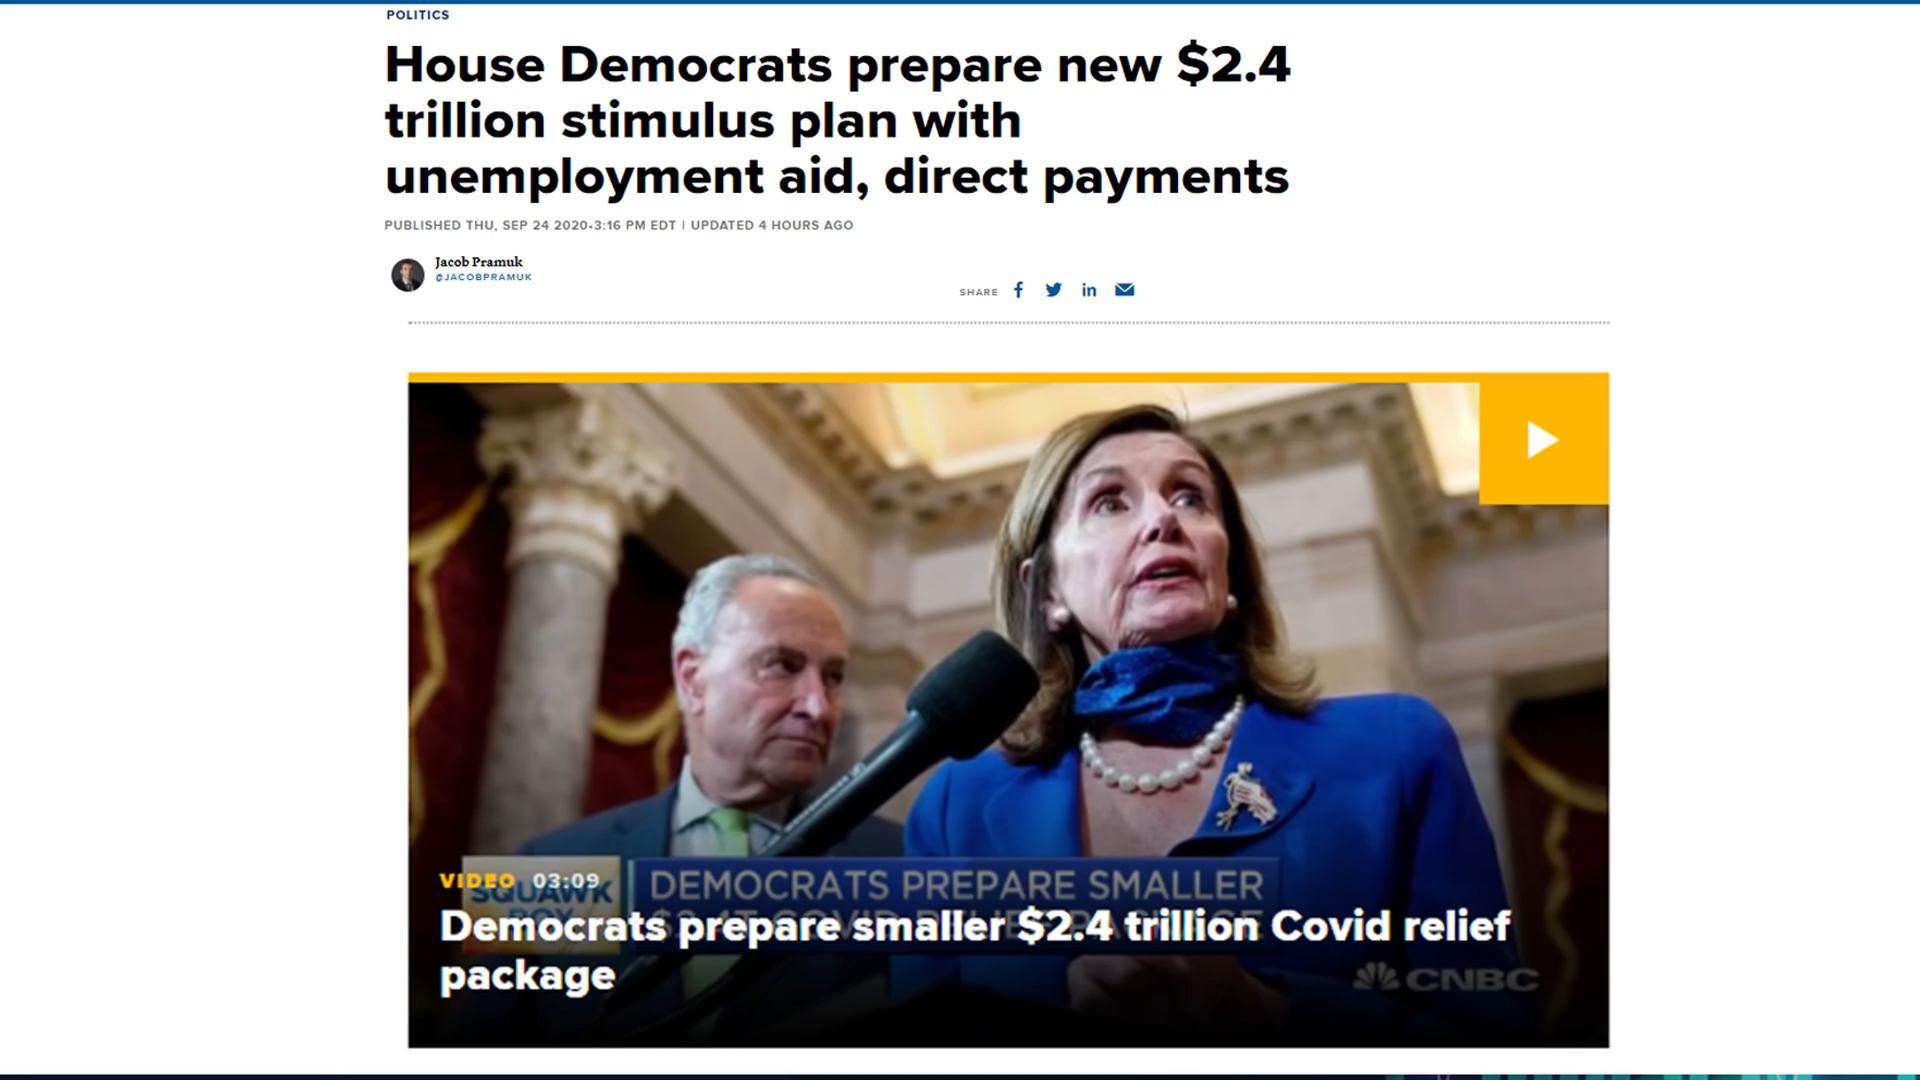 POLITICS
House Democrats prepare new $2.4
trillion stimulus plan with
unemployment aid, direct payments
PUBLISHED THU, SEP 24 2020•3:16 PM EDT | UPDATED 4 HOURS AGO
Jacob Pramuk
@JACOBPRAMUK
SHARE
VIDEO 03:09
SQUAWK
DEMOCRATS PREPARE SMALLER
Democrats prepare smaller $2.4 trillion Covid relief
package
CNBC